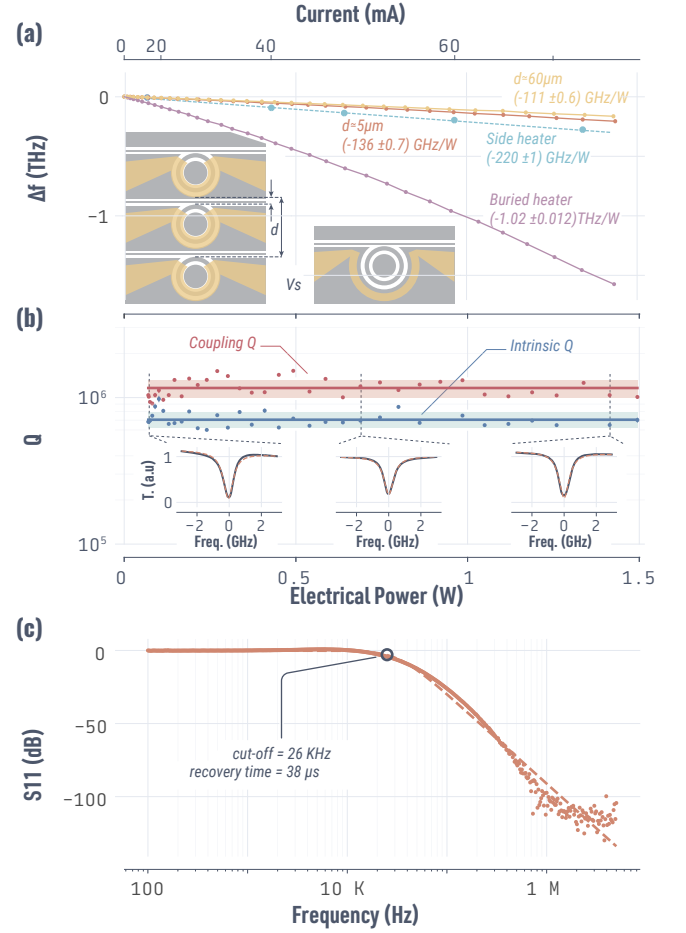 Current (mA)
(a)
0 20 40 60
Δf (THz)
0
−1
d≈60μm
(-111 ±0.6) GHz/W
d≈5μm
(-136 ±0.7) GHz/W
Side heater
(-220 ±1) GHz/W
Buried heater
(-1.02 ±0.012)THz/W
d
Vs
(b)
Coupling Q
Intrinsic Q
Q
10⁶
10⁵
T. (a.u)
1
0
−2 0 2
Freq. (GHz)
−2 0 2
Freq. (GHz)
−2 0 2
Freq. (GHz)
0 0.5 1 1.5
Electrical Power (W)
(c)
S11 (dB)
0
−50
−100
cut-off = 26 KHz
recovery time = 38 μs
100 10 K 1 M
Frequency (Hz)